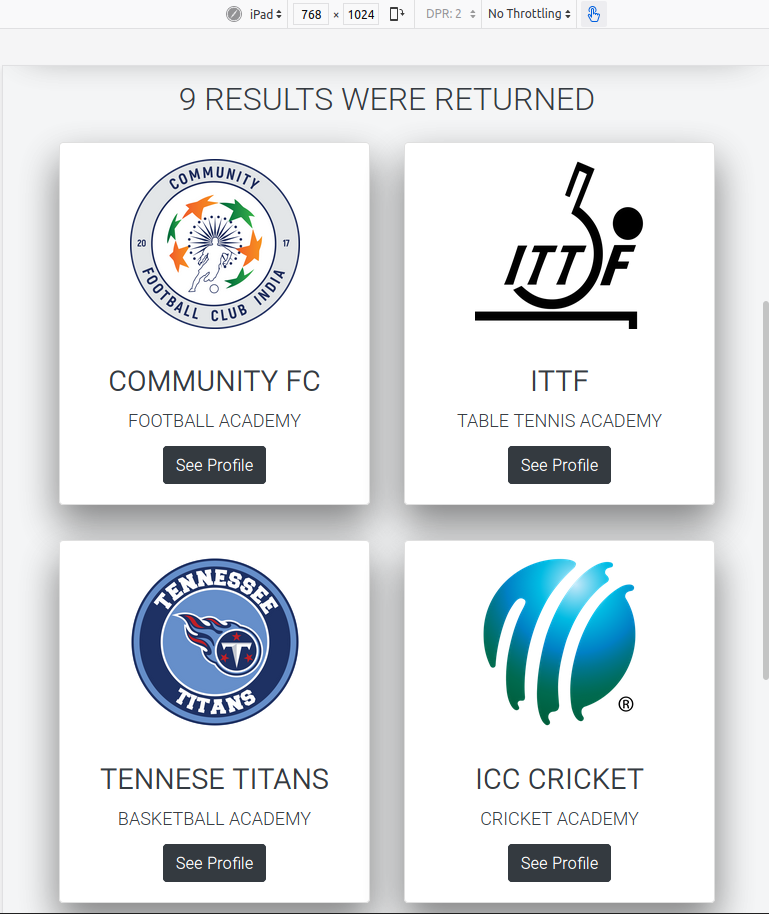 iPad 768 × 1024 DPR: 2 No Throttling
9 RESULTS WERE RETURNED
COMMUNITY
20 17
FOOTBALL CLUB INDIA
ITTF
COMMUNITY FC
FOOTBALL ACADEMY
See Profile
ITTF
TABLE TENNIS ACADEMY
See Profile
TENNESSEE
T
TITANS
®
TENNESE TITANS
BASKETBALL ACADEMY
See Profile
ICC CRICKET
CRICKET ACADEMY
See Profile